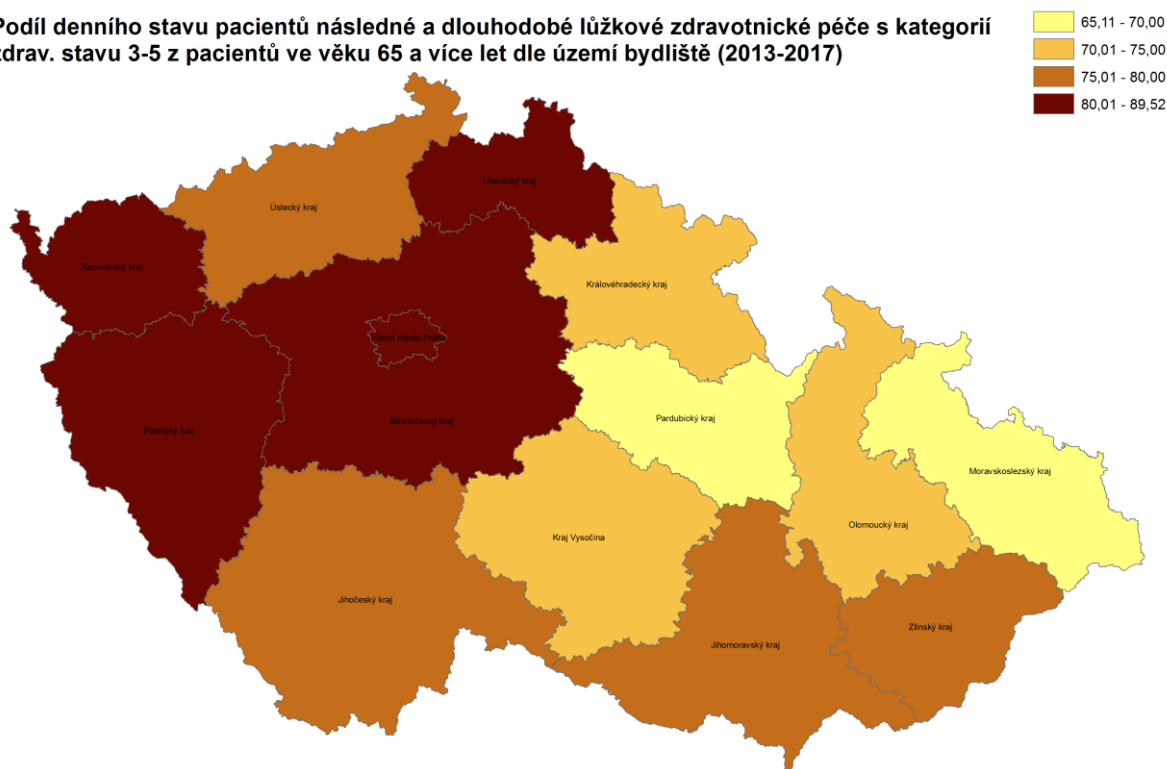 Podíl denního stavu pacientů následné a dlouhodobé lůžkové zdravotnické péče s kategorií
zdrav. stavu 3-5 z pacientů ve věku 65 a více let dle území bydliště (2013-2017)
65,11 - 70,00
70,01 - 75,00
75,01 - 80,00
80,01 - 89,52
Liberecký kraj
Ústecký kraj
Karlovarský kraj
Královéhradecký kraj
Hlavní město Praha
Středočeský kraj
Pardubický kraj
Plzeňský kraj
Moravskoslezský kraj
Olomoucký kraj
Kraj Vysočina
Jihočeský kraj
Zlínský kraj
Jihomoravský kraj